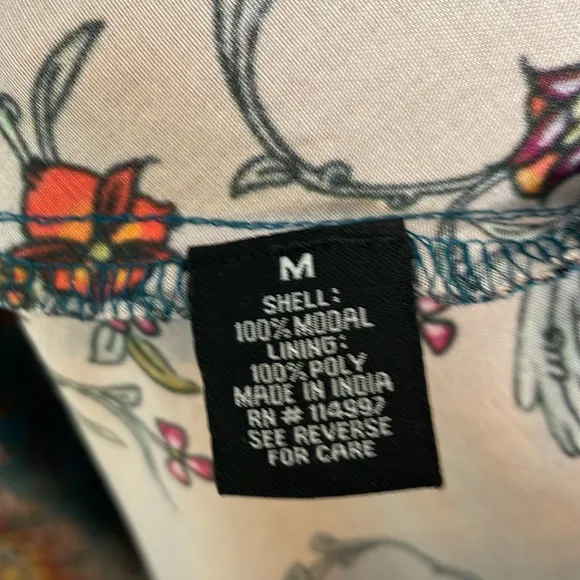 M
SHELL:
100% MODAL
LINING:
100% POLY
MADE IN INDIA
RN # 114997
SEE REVERSE
FOR CARE